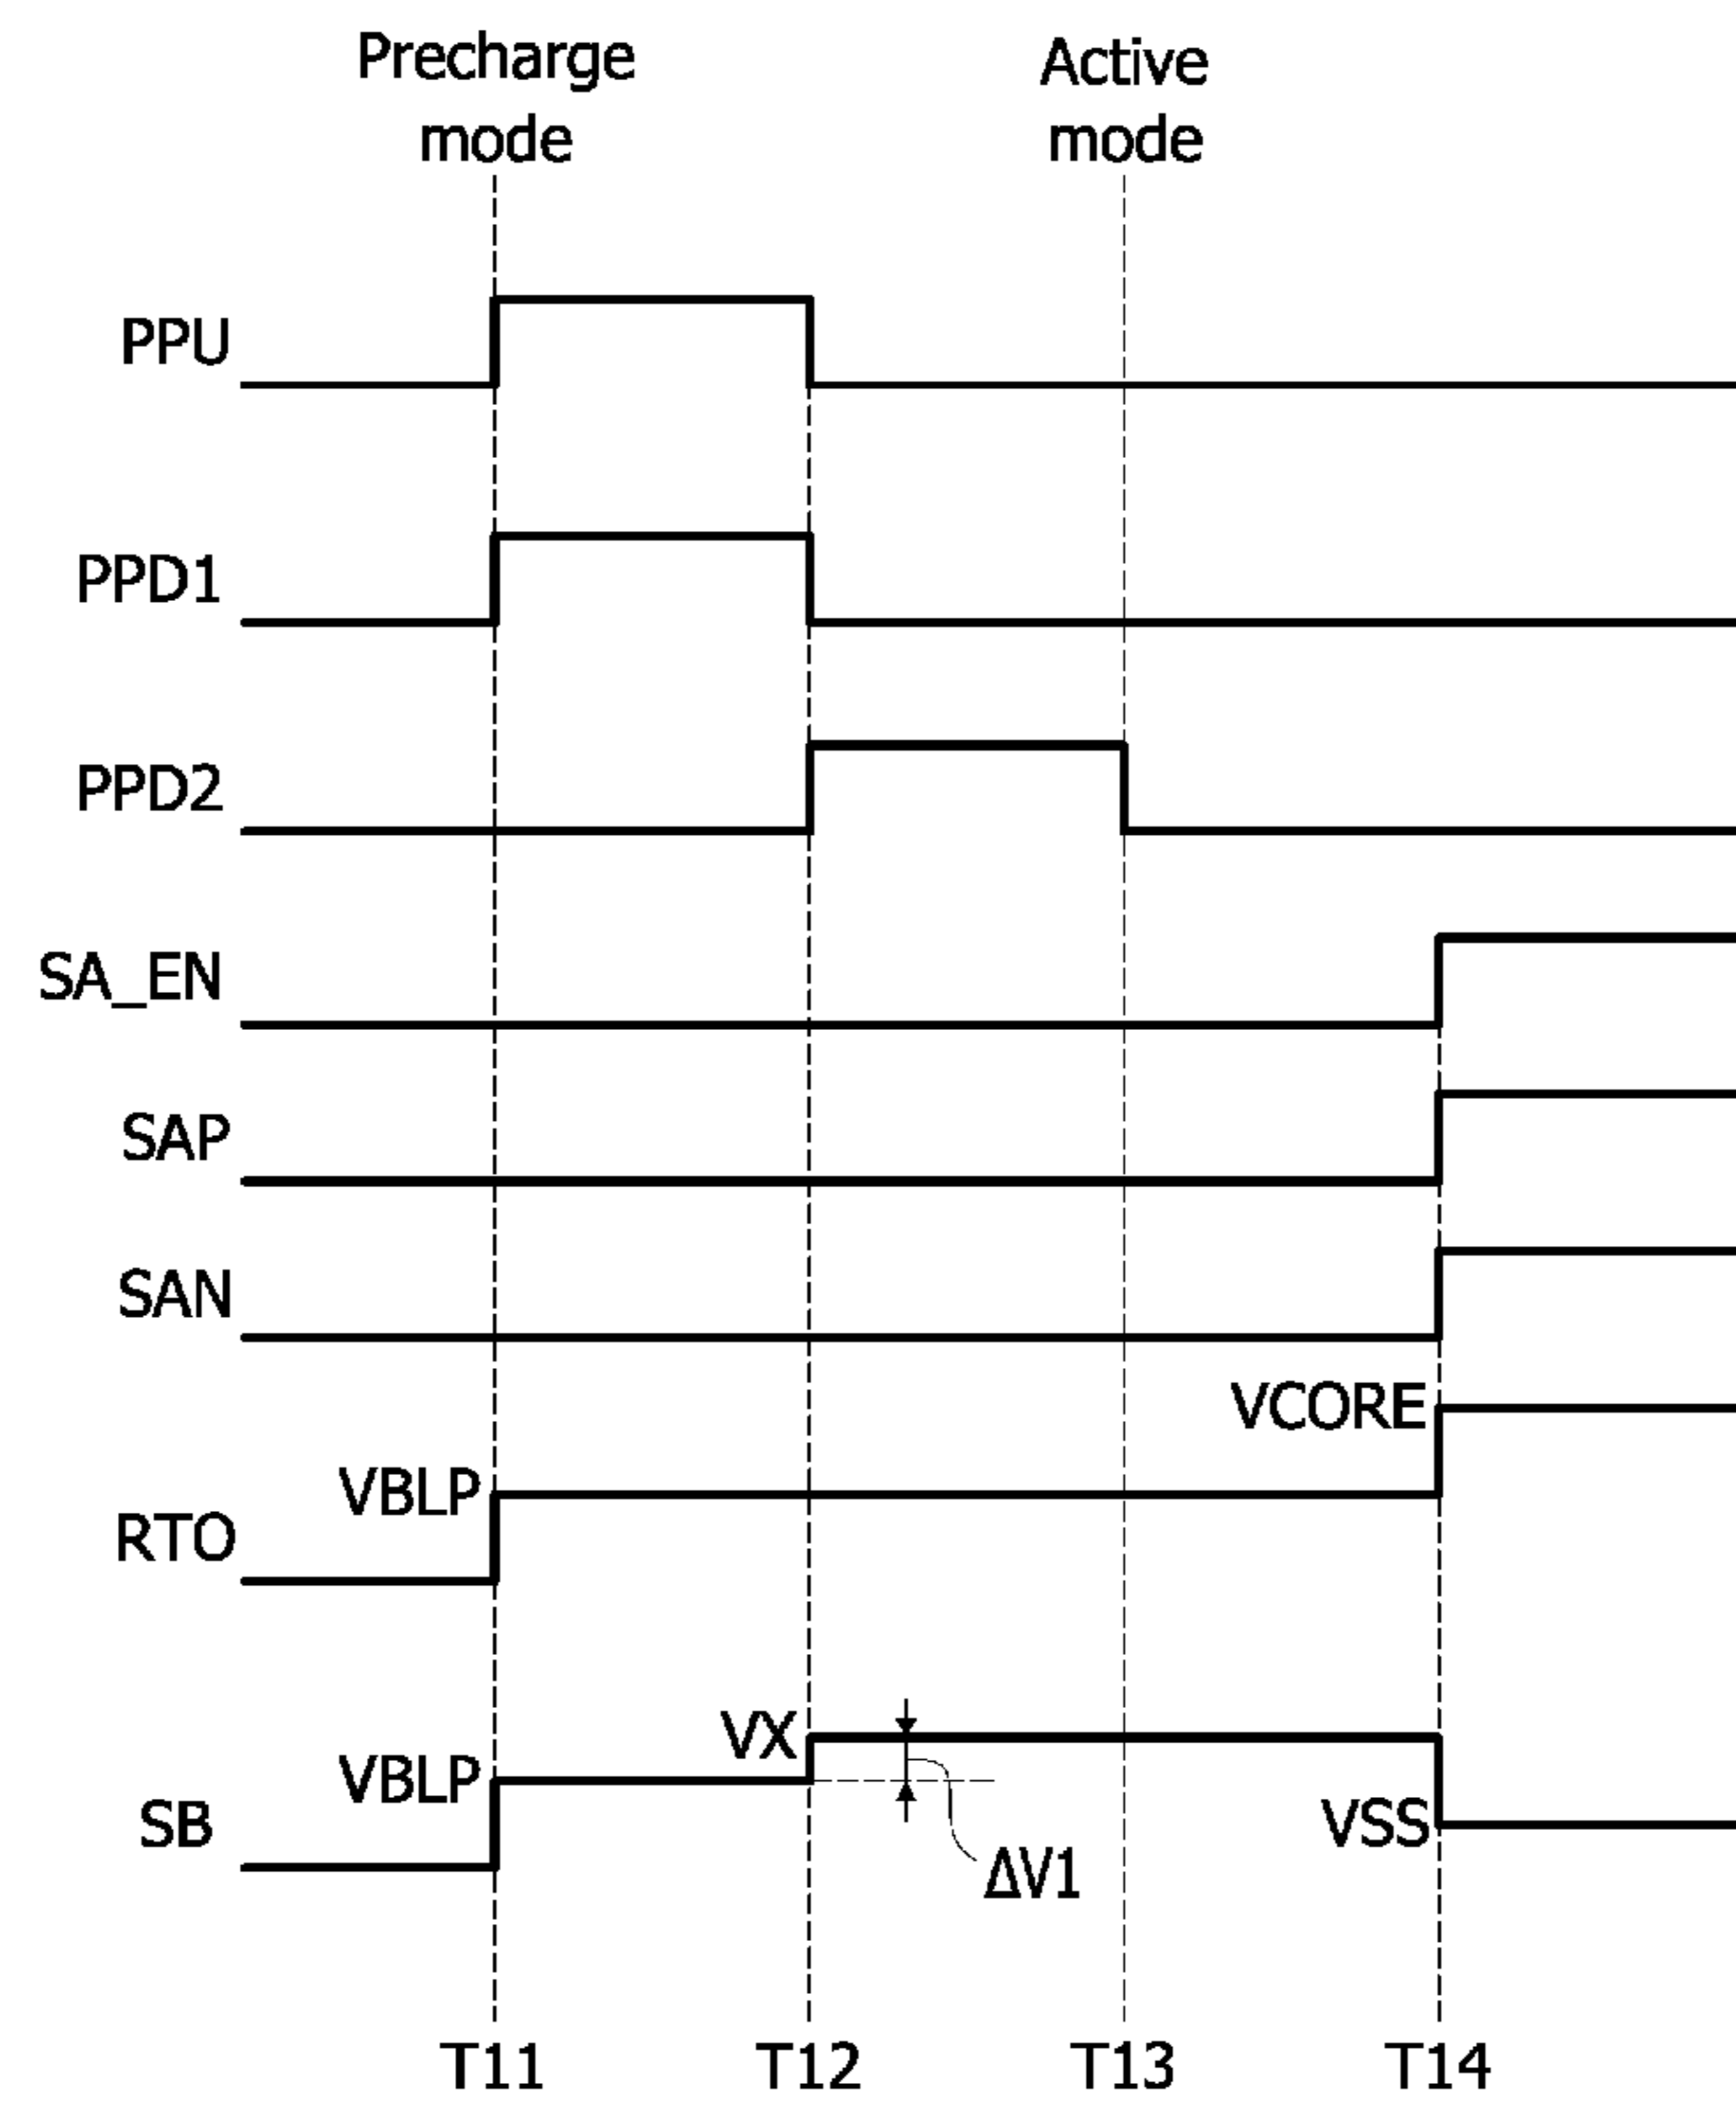 Precharge
mode
Active
mode
PPU
PPD1
PPD2
SA_EN
SAP
SAN
VCORE
VBLP
RTO
VX
VBLP
SB
VSS
ΔV1
T11
T12
T13
T14